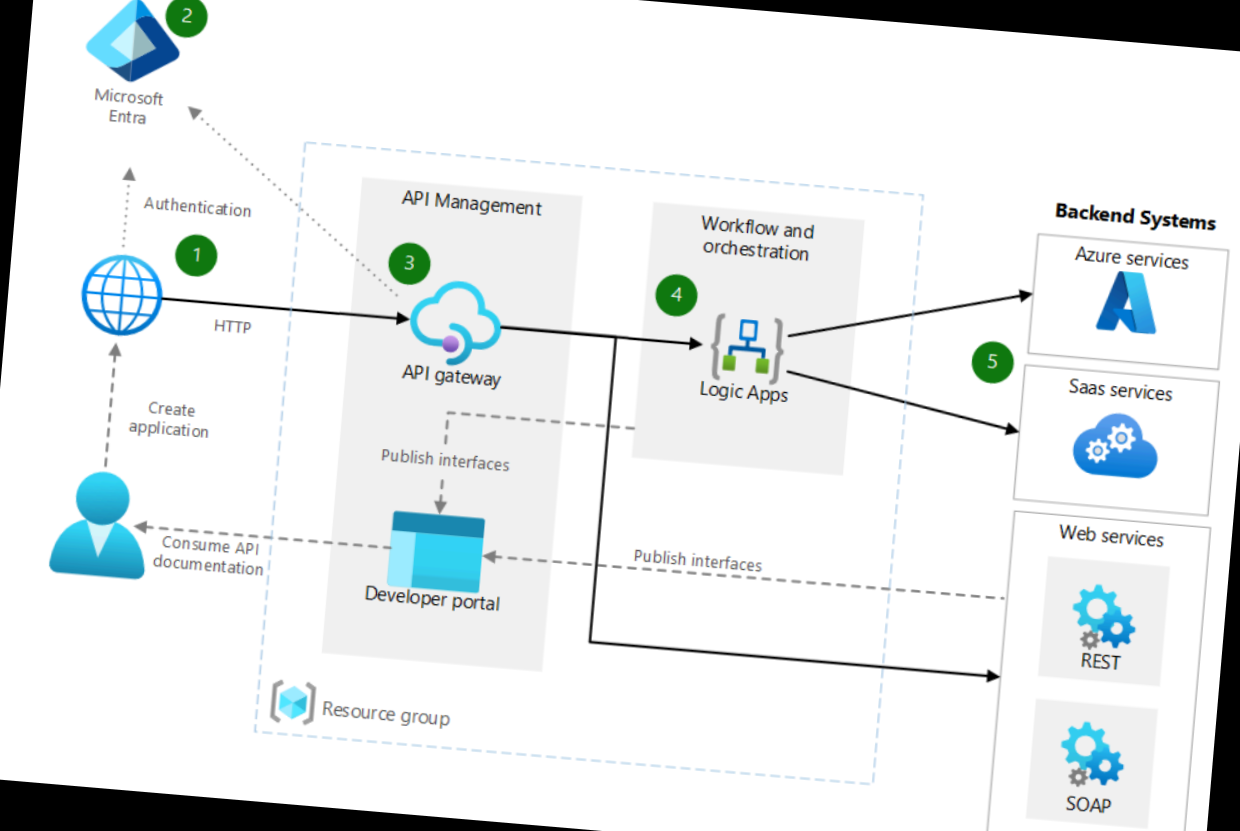 2
Microsoft
Entra
Authentication
1
HTTP
Create
application
Consume API
documentation
API Management
3
API gateway
Publish interfaces
Developer portal
Workflow and
orchestration
4
Logic Apps
Publish interfaces
Resource group
5
Backend Systems
Azure services
Saas services
Web services
REST
SOAP